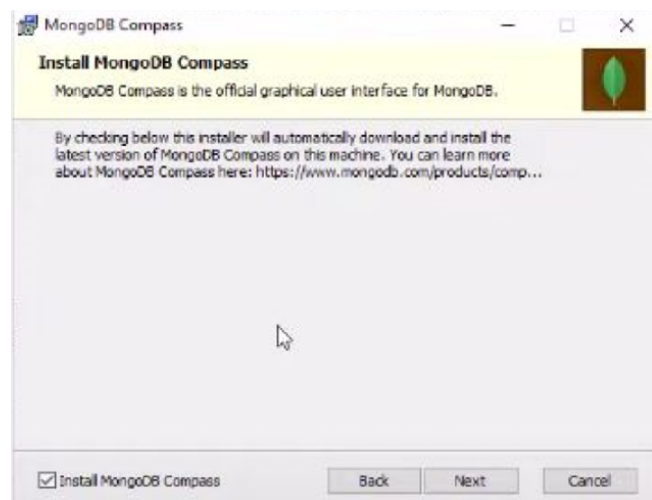 MongoDB Compass
Install MongoDB Compass
MongoDB Compass is the official graphical user interface for MongoDB.
By checking below this installer will automatically download and install the
latest version of MongoDB Compass on this machine. You can learn more
about MongoDB Compass here: https://www.mongodb.com/products/comp...
Install MongoDB Compass
Back
Next
Cancel